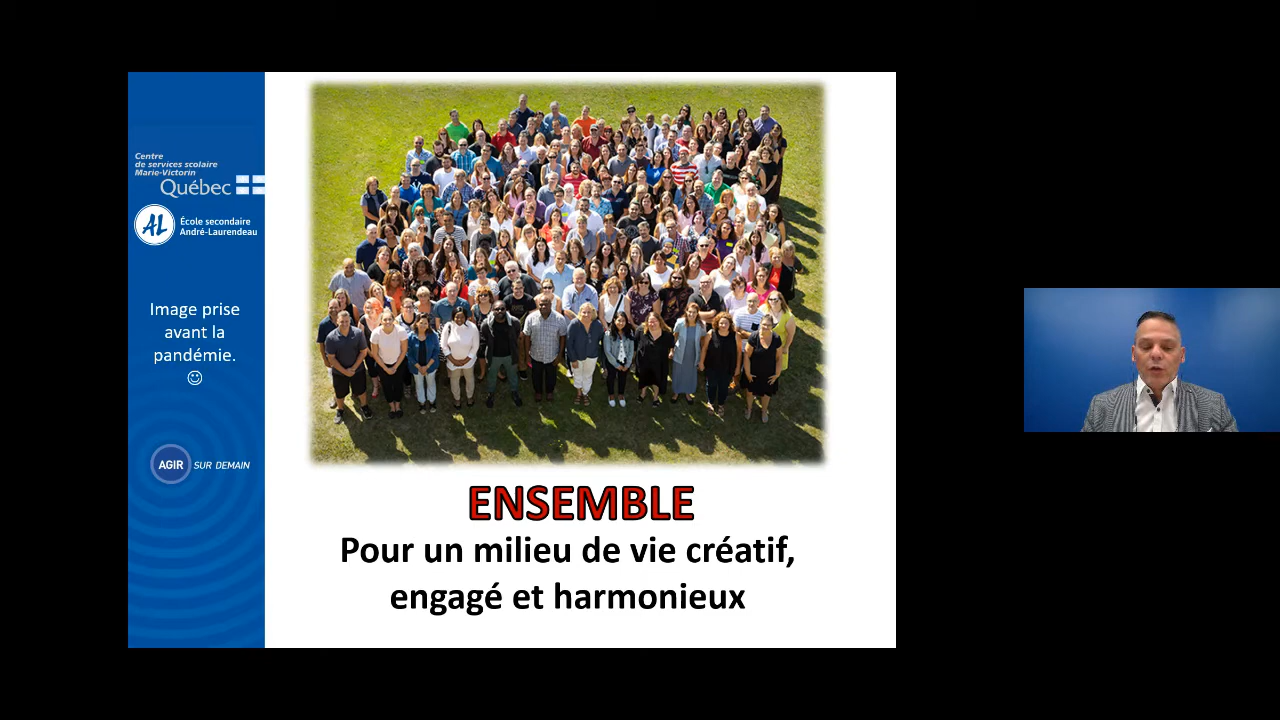 Centre
de services scolaire
Marie-Victorin
Québec
AL
École secondaire
André-Laurendeau
Image prise
avant la
pandémie.
☺
AGIR SUR DEMAIN
ENSEMBLE
Pour un milieu de vie créatif,
engagé et harmonieux